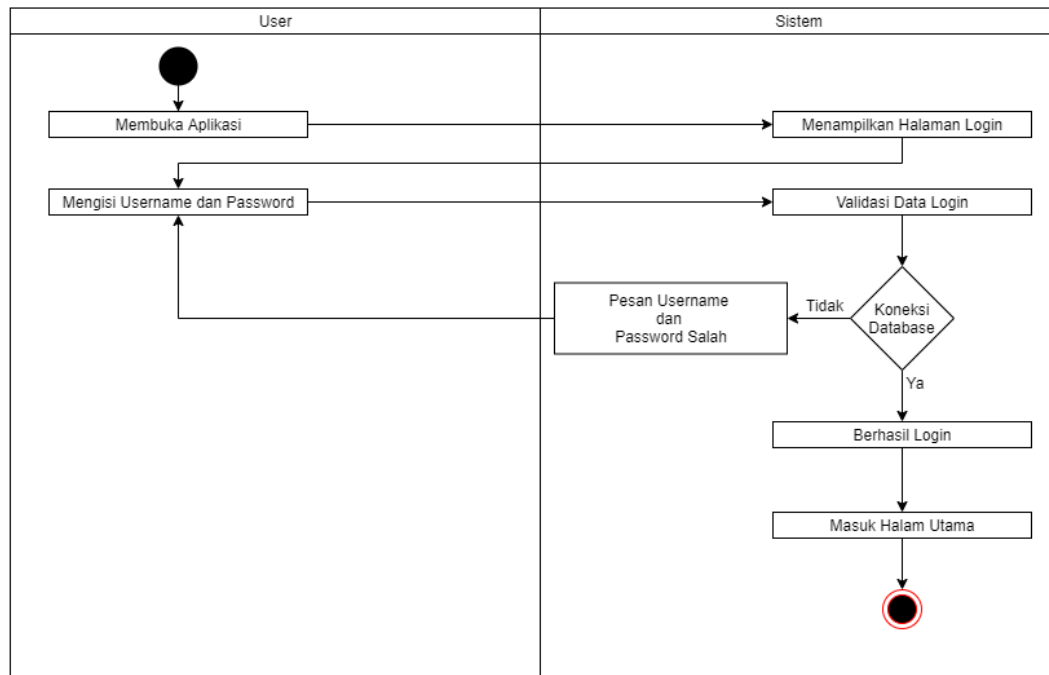 User
Sistem
Membuka Aplikasi
Menampilkan Halaman Login
Mengisi Username dan Password
Validasi Data Login
Pesan Username
dan
Password Salah
Tidak
Koneksi
Database
Ya
Berhasil Login
Masuk Halam Utama